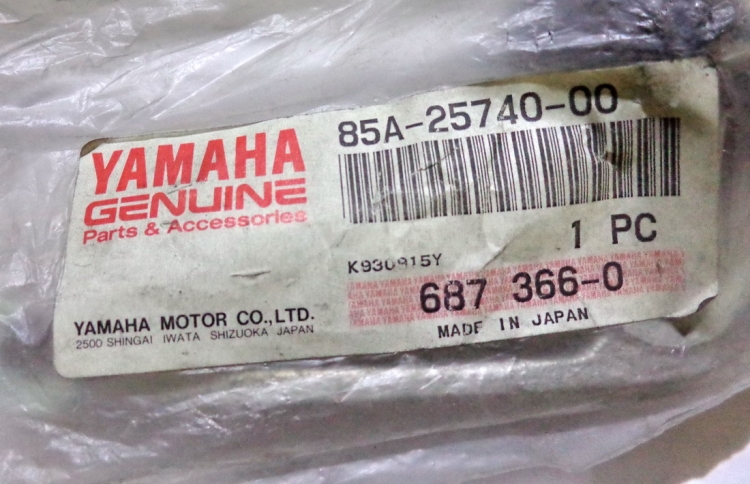 YAMAHA
GENUINE
Parts & Accessories
YAMAHA MOTOR CO.,LTD.
2500 SHINGAI IWATA SHIZUOKA JAPAN
85A-25740-00
1 PC
K930915Y
687 366-0
MADE IN JAPAN